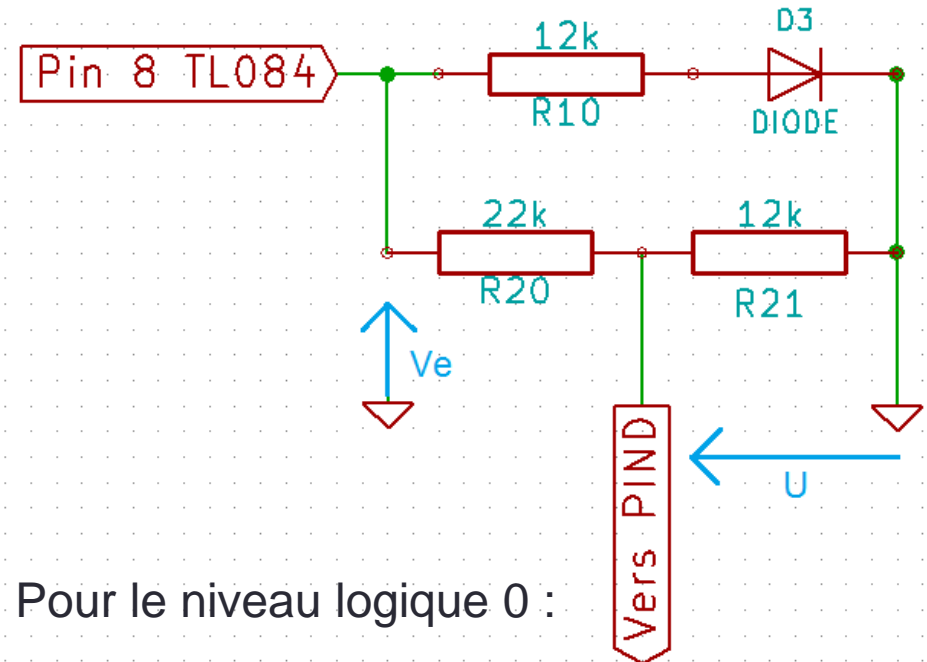 D3
12k
Pin 8 TL084
R10
DIODE
22k
12k
R20
R21
Ve
Vers PIND
U
Pour le niveau logique 0 :